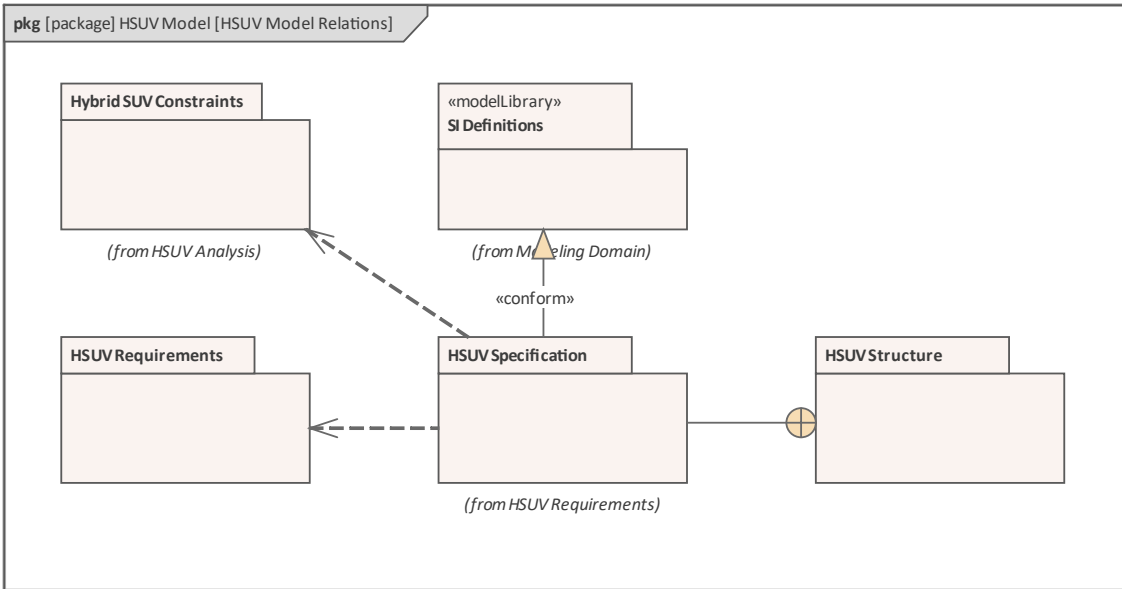 pkg [package] HSUV Model [HSUV Model Relations]
Hybrid SUV Constraints
(from HSUV Analysis)
«modelLibrary»
SI Definitions
(from Modeling Domain)
«conform»
HSUV Requirements
HSUV Specification
(from HSUV Requirements)
HSUV Structure